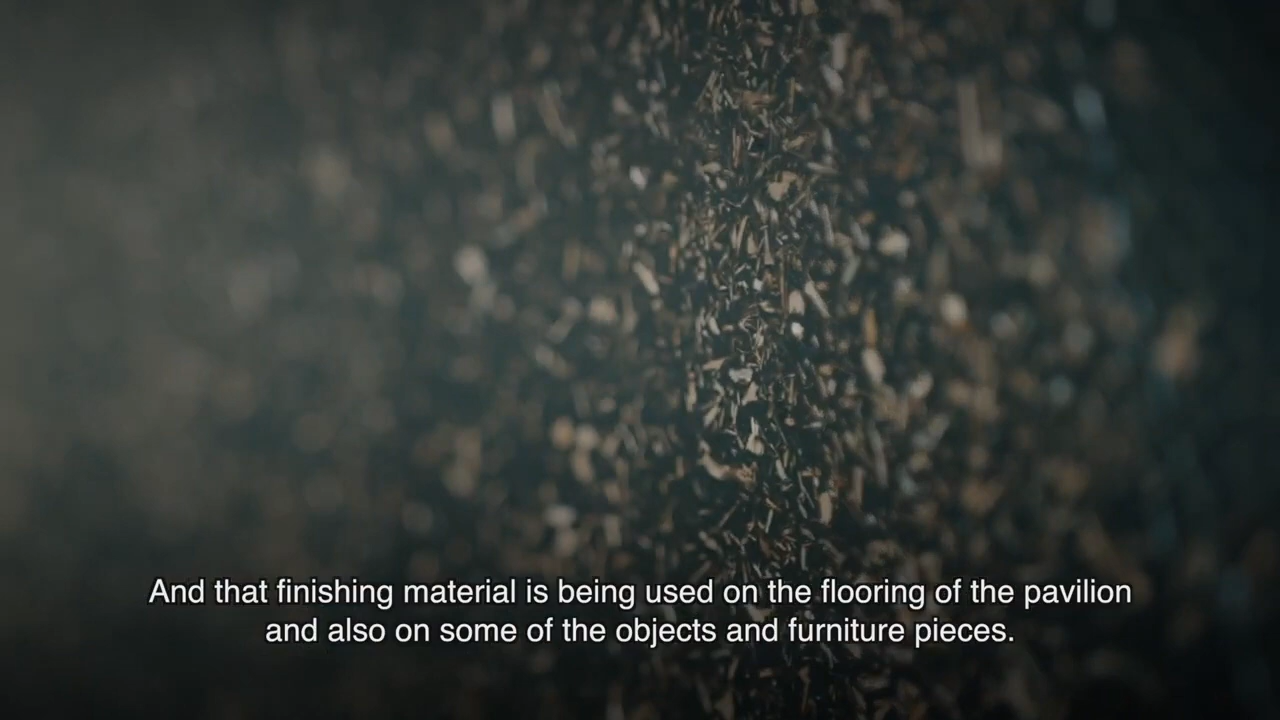 And that finishing material is being used on the flooring of the pavilion
and also on some of the objects and furniture pieces.